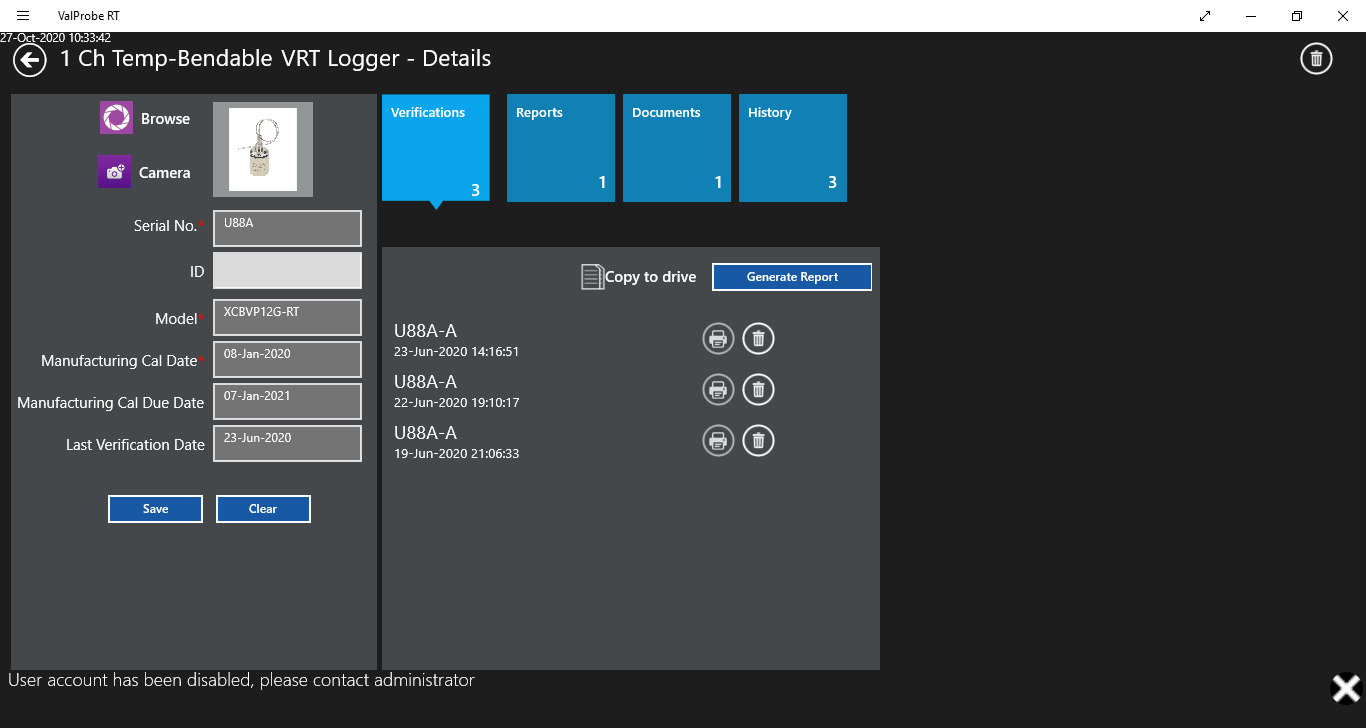 ValProbe RT
27-Oct-2020 10:33:42
1 Ch Temp-Bendable VRT Logger - Details
Browse
Camera
Serial No.* U88A
ID
Model* XCBVP12G-RT
Manufacturing Cal Date* 08-Jan-2020
Manufacturing Cal Due Date 07-Jan-2021
Last Verification Date 23-Jun-2020
Save Clear
Verifications Reports Documents History
3 1 1 3
Copy to drive Generate Report
U88A-A
23-Jun-2020 14:16:51
U88A-A
22-Jun-2020 19:10:17
U88A-A
19-Jun-2020 21:06:33
User account has been disabled, please contact administrator